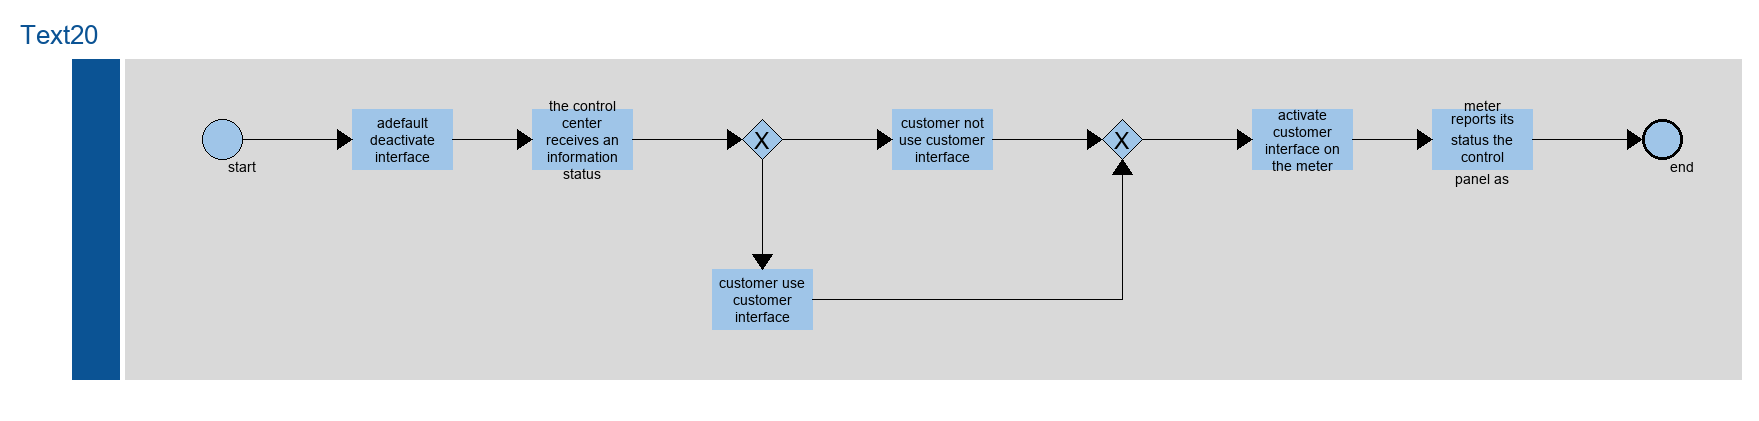 Text20
start
adefault
deactivate
interface
the control
center
receives an
information
status
X
customer not
use customer
interface
X
activate
customer
interface on
the meter
meter
reports its
status the
control
panel as
end
customer use
customer
interface